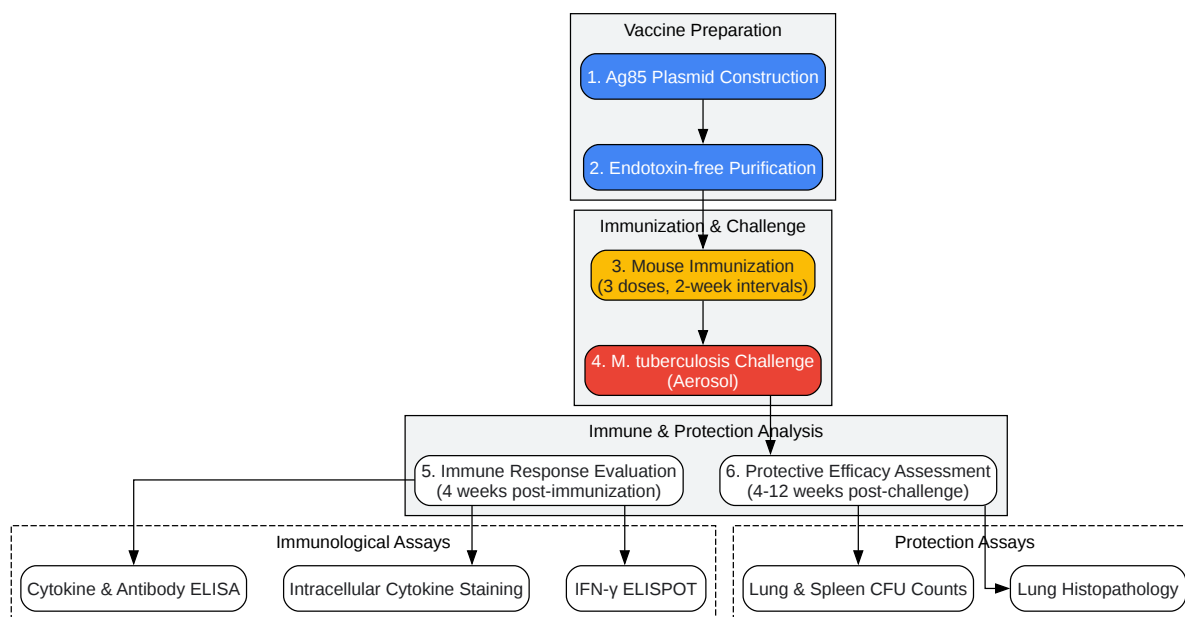 Vaccine Preparation
1. Ag85 Plasmid Construction
2. Endotoxin-free Purification
Immunization & Challenge
3. Mouse Immunization
(3 doses, 2-week intervals)
4. M. tuberculosis Challenge
(Aerosol)
Immune & Protection Analysis
5. Immune Response Evaluation
(4 weeks post-immunization)
6. Protective Efficacy Assessment
(4-12 weeks post-challenge)
Immunological Assays
Cytokine & Antibody ELISA
Intracellular Cytokine Staining
IFN-γ ELISPOT
Protection Assays
Lung & Spleen CFU Counts
Lung Histopathology